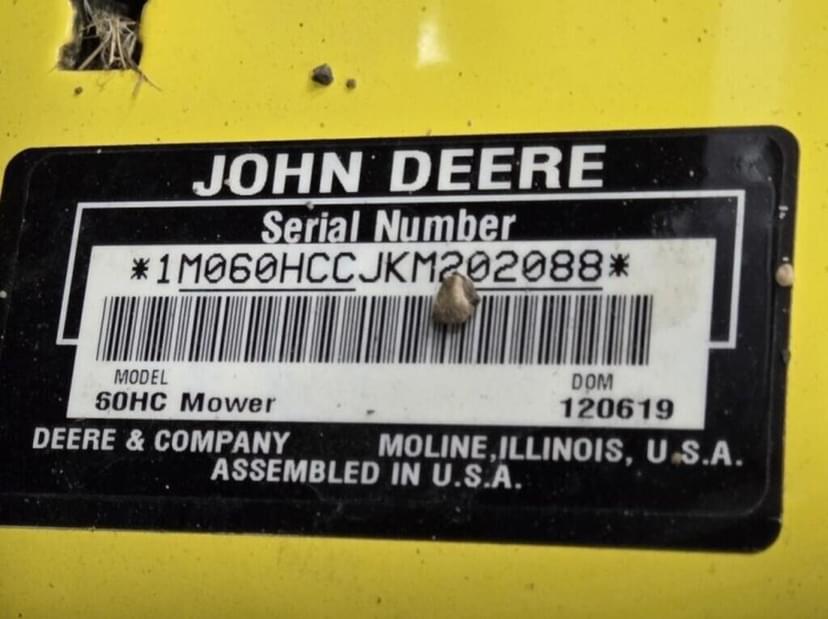 JOHN DEERE
Serial Number
*1M060HCCJKM202088*
MODEL DOM
60HC Mower 120619
DEERE & COMPANY MOLINE, ILLINOIS, U.S.A.
ASSEMBLED IN U.S.A.